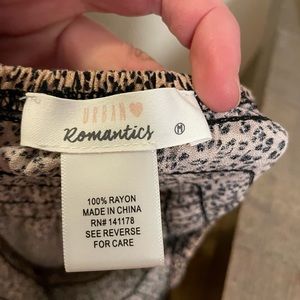 URBAN
Romantics
M
100% RAYON
MADE IN CHINA
RN# 141178
SEE REVERSE
FOR CARE